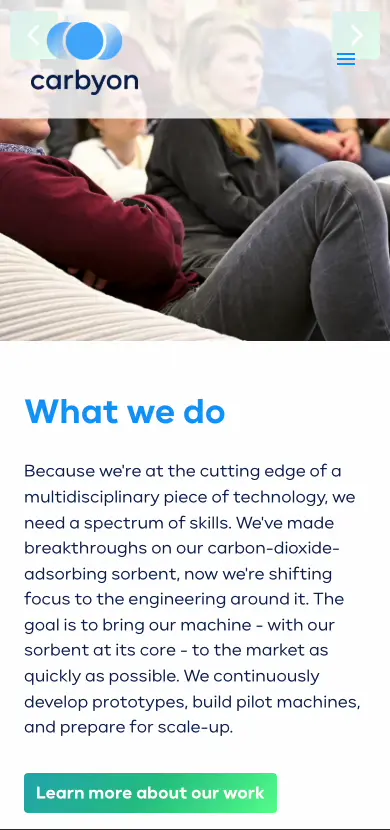 carbyon
What we do
Because we're at the cutting edge of a
multidisciplinary piece of technology, we
need a spectrum of skills. We've made
breakthroughs on our carbon-dioxide-
adsorbing sorbent, now we're shifting
focus to the engineering around it. The
goal is to bring our machine - with our
sorbent at its core - to the market as
quickly as possible. We continuously
develop prototypes, build pilot machines,
and prepare for scale-up.
Learn more about our work